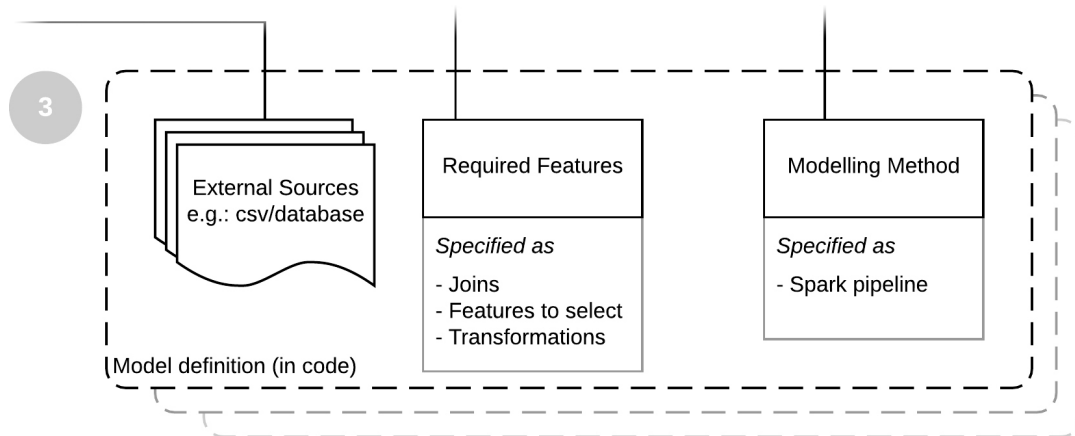 3
External Sources
e.g.: csv/database
Required Features
Specified as
- Joins
- Features to select
- Transformations
Modelling Method
Specified as
- Spark pipeline
Model definition (in code)